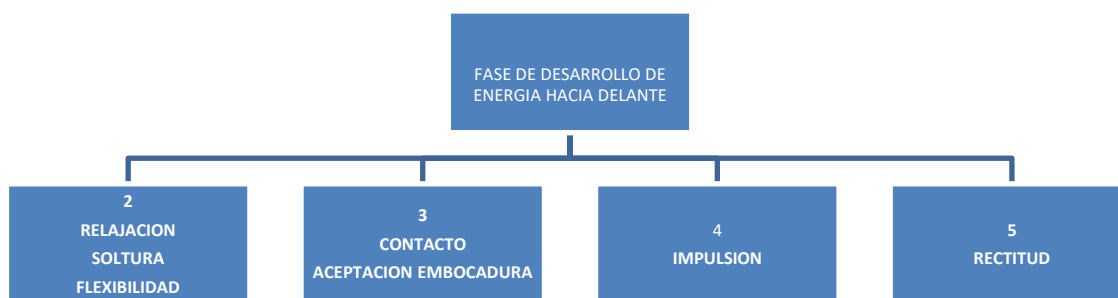 FASE DE DESARROLLO DE
ENERGIA HACIA DELANTE
2
RELAJACION
SOLTURA
FLEXIBILIDAD
3
CONTACTO
ACEPTACION EMBOCADURA
4
IMPULSION
5
RECTITUD